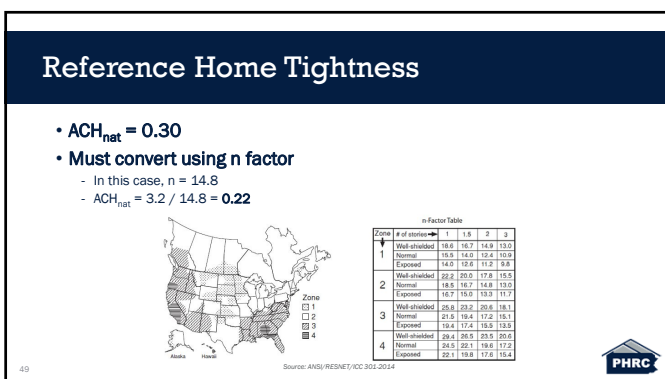 Reference Home Tightness
• ACHnat = 0.30
• Must convert using n factor
- In this case, n = 14.8
- ACHnat = 3.2 / 14.8 = 0.22
Zone
1
2
3
4
Alaska Hawaii
n-Factor Table
Zone # of stories 1 1.5 2 3
1
Well-shielded 18.6 16.7 14.9 13.0
Normal 15.5 14.0 12.4 10.9
Exposed 14.0 12.6 11.2 9.8
2
Well-shielded 22.2 20.0 17.8 15.5
Normal 18.5 16.7 14.8 13.0
Exposed 16.7 15.0 13.3 11.7
3
Well-shielded 25.8 23.2 20.6 18.1
Normal 21.5 19.4 17.2 15.1
Exposed 19.4 17.4 15.5 13.5
4
Well-shielded 29.4 26.5 23.5 20.6
Normal 24.5 22.1 19.6 17.2
Exposed 22.1 19.8 17.6 15.4
49
Source: ANSI/RESNET/ICC 301-2014
PHRC